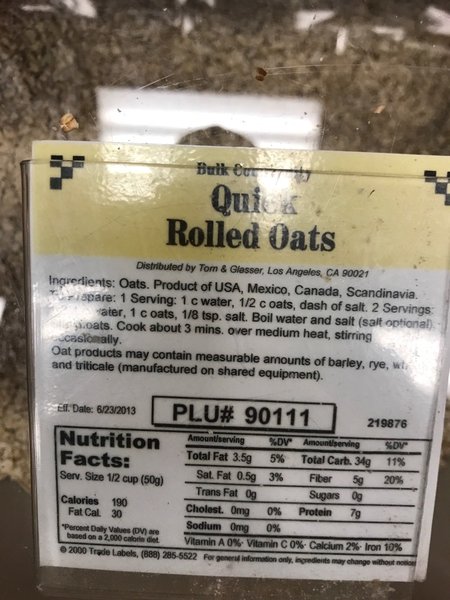 Bulk
Quick
Rolled Oats
Distributed by Tom & Glasser, Los Angeles, CA 90021
Ingredients: Oats. Product of USA, Mexico, Canada, Scandinavia.
To Prepare: 1 Serving: 1 c water, 1/2 c oats, dash of salt. 2 Servings:
water, 1 c oats, 1/8 tsp. salt. Boil water and salt (salt optional).
oats. Cook about 3 mins. over medium heat, stirring
occasionally.
Oat products may contain measurable amounts of barley, rye,
and triticale (manufactured on shared equipment).
Eff. Date: 6/23/2013
PLU# 90111
219876
Nutrition
Facts:
Serv. Size 1/2 cup (50g)
Calories 190
Fat Cal. 30
*Percent Daily Values (DV) are
based on a 2,000 calorie diet.
Amount/serving %DV* Amount/serving %DV*
Total Fat 3.5g 5% Total Carb. 34g 11%
Sat. Fat 0.5g 3% Fiber 5g 20%
Trans Fat 0g Sugars 0g
Cholest. 0mg 0% Protein 7g
Sodium 0mg 0%
Vitamin A 0%· Vitamin C 0%· Calcium 2%· Iron 10%
© 2000 Trade Labels, (888) 285-5522 For general information only, ingredients may change without notice